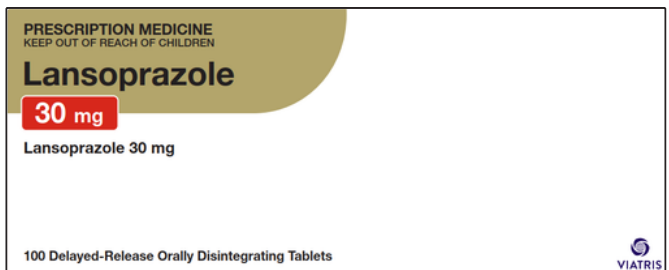 PRESCRIPTION MEDICINE
KEEP OUT OF REACH OF CHILDREN
Lansoprazole
30 mg
Lansoprazole 30 mg
100 Delayed-Release Orally Disintegrating Tablets
VIATRIS